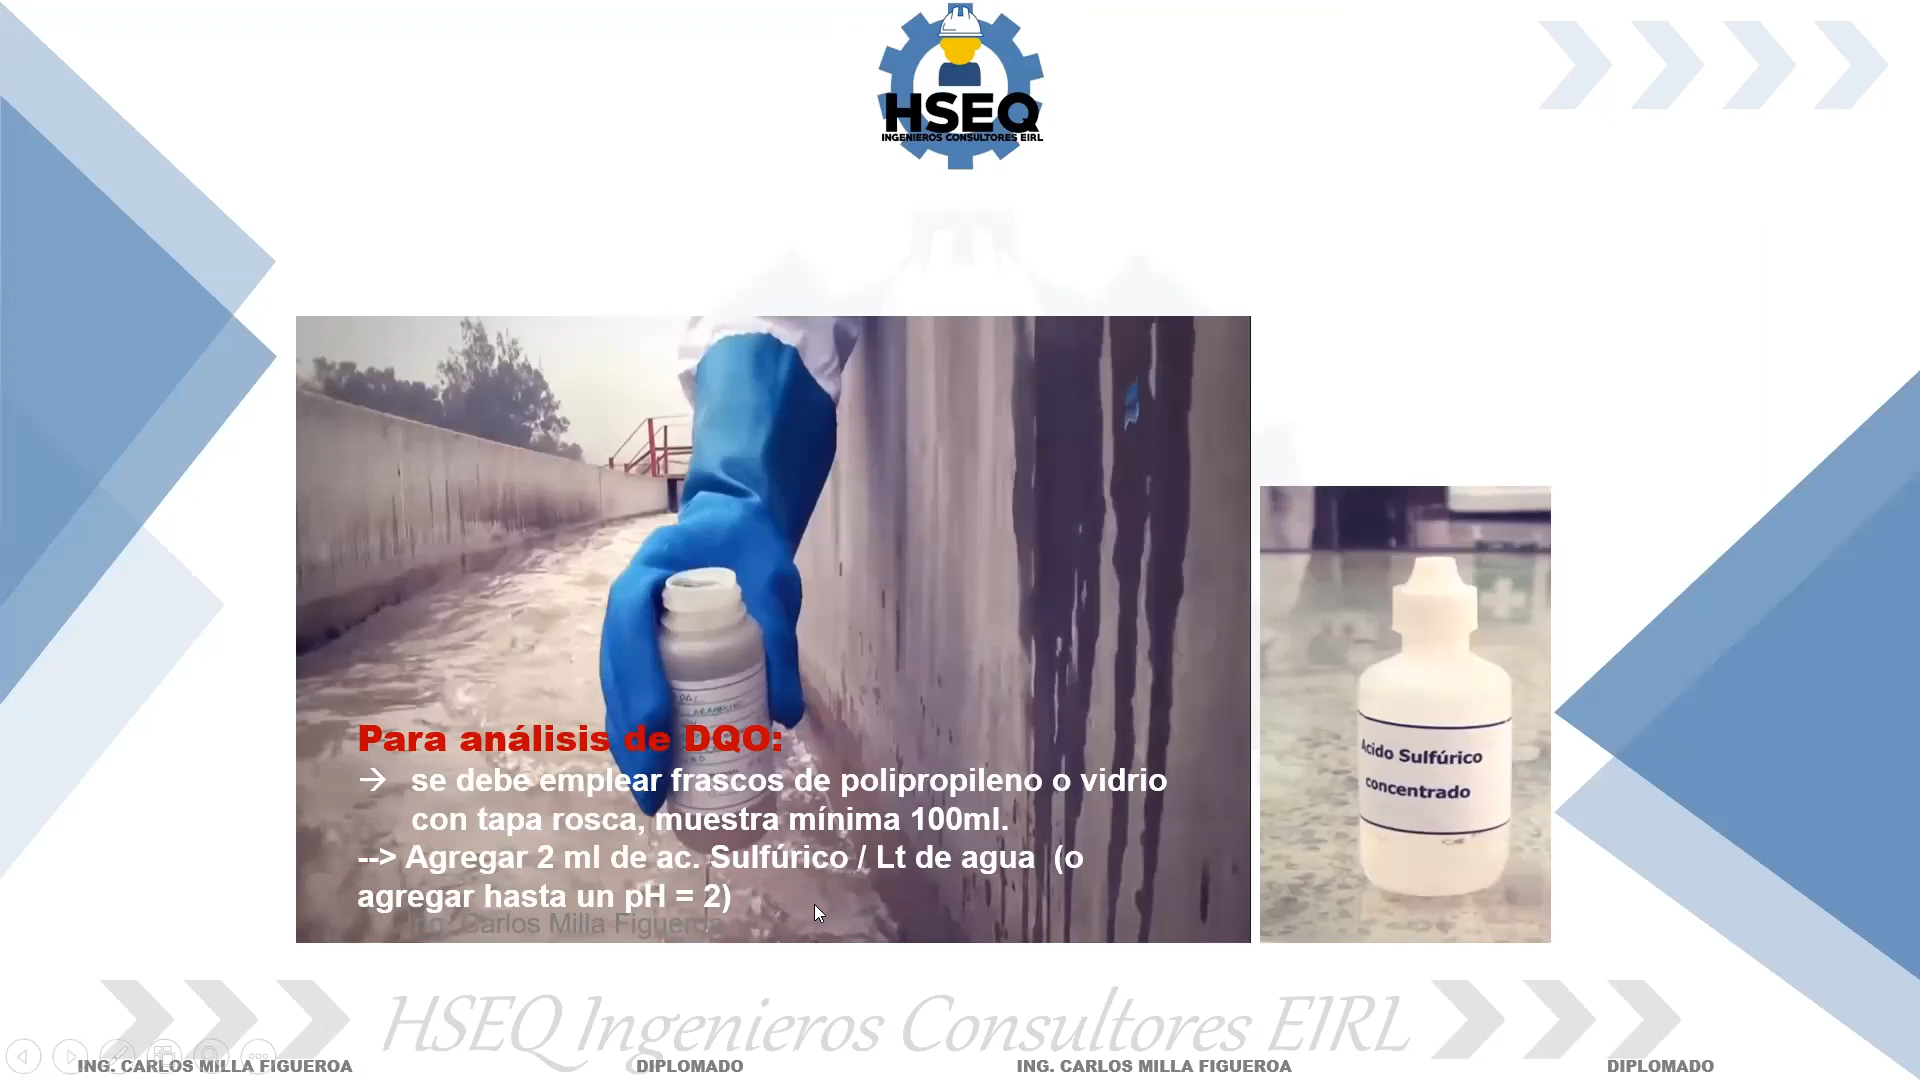 HSEQ
INGENIEROS CONSULTORES EIRL
Ácido Sulfúrico
concentrado
Para análisis de DQO:
→ se debe emplear frascos de polipropileno o vidrio
con tapa rosca, muestra mínima 100ml.
--> Agregar 2 ml de ac. Sulfúrico / Lt de agua (o
agregar hasta un pH = 2)
Ing. Carlos Milla Figueroa
HSEQ Ingenieros Consultores EIRL
ING. CARLOS MILLA FIGUEROA DIPLOMADO ING. CARLOS MILLA FIGUEROA DIPLOMADO